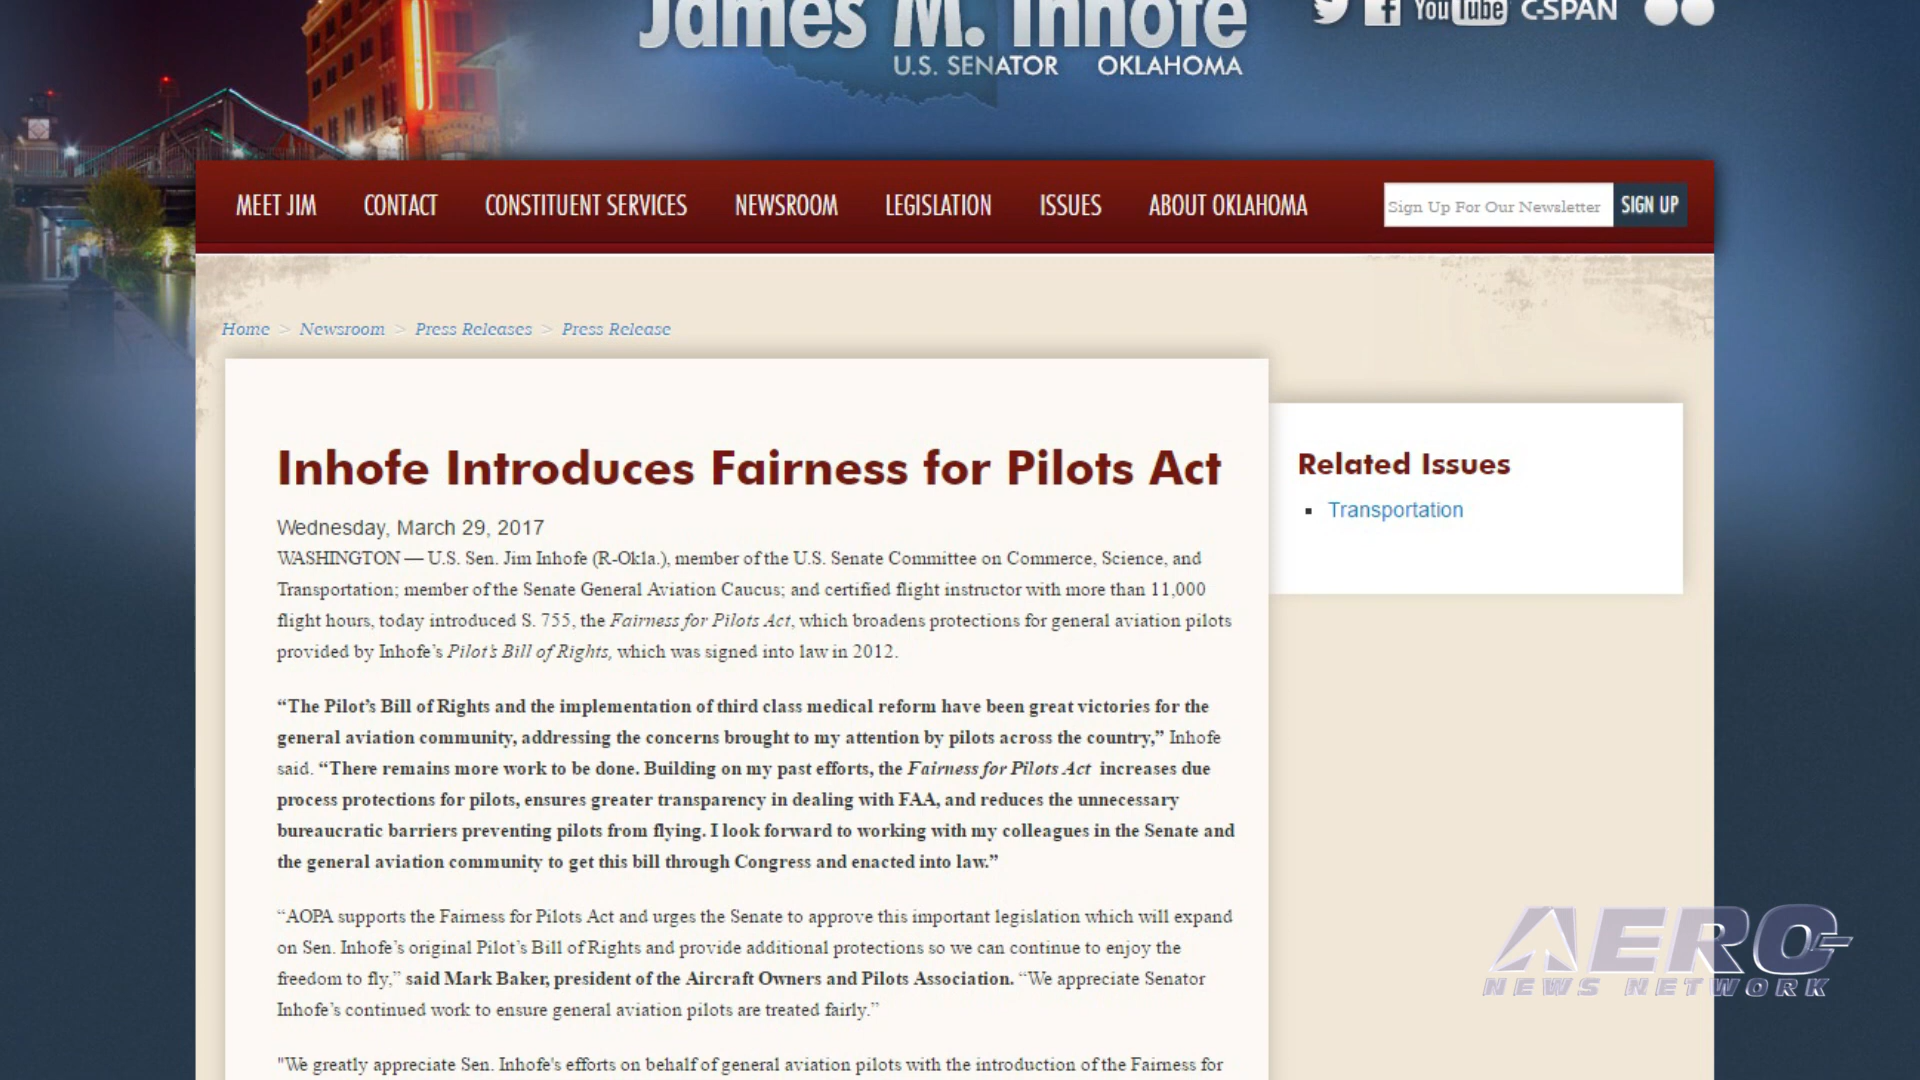 James M. Inhofe
YouTube C-SPAN
U.S. SENATOR OKLAHOMA
MEET JIM CONTACT CONSTITUENT SERVICES NEWSROOM LEGISLATION ISSUES ABOUT OKLAHOMA Sign Up For Our Newsletter SIGN UP
Home > Newsroom > Press Releases > Press Release
Inhofe Introduces Fairness for Pilots Act
Wednesday, March 29, 2017
WASHINGTON — U.S. Sen. Jim Inhofe (R-Okla.), member of the U.S. Senate Committee on Commerce, Science, and
Transportation; member of the Senate General Aviation Caucus; and certified flight instructor with more than 11,000
flight hours, today introduced S. 755, the Fairness for Pilots Act, which broadens protections for general aviation pilots
provided by Inhofe’s Pilot’s Bill of Rights, which was signed into law in 2012.
“The Pilot’s Bill of Rights and the implementation of third class medical reform have been great victories for the
general aviation community, addressing the concerns brought to my attention by pilots across the country,” Inhofe
said. “There remains more work to be done. Building on my past efforts, the Fairness for Pilots Act increases due
process protections for pilots, ensures greater transparency in dealing with FAA, and reduces the unnecessary
bureaucratic barriers preventing pilots from flying. I look forward to working with my colleagues in the Senate and
the general aviation community to get this bill through Congress and enacted into law.”
“AOPA supports the Fairness for Pilots Act and urges the Senate to approve this important legislation which will expand
on Sen. Inhofe’s original Pilot’s Bill of Rights and provide additional protections so we can continue to enjoy the
freedom to fly,” said Mark Baker, president of the Aircraft Owners and Pilots Association. “We appreciate Senator
Inhofe’s continued work to ensure general aviation pilots are treated fairly.”
"We greatly appreciate Sen. Inhofe's efforts on behalf of general aviation pilots with the introduction of the Fairness for
Related Issues
Transportation
AERO-
NEWS NETWORK